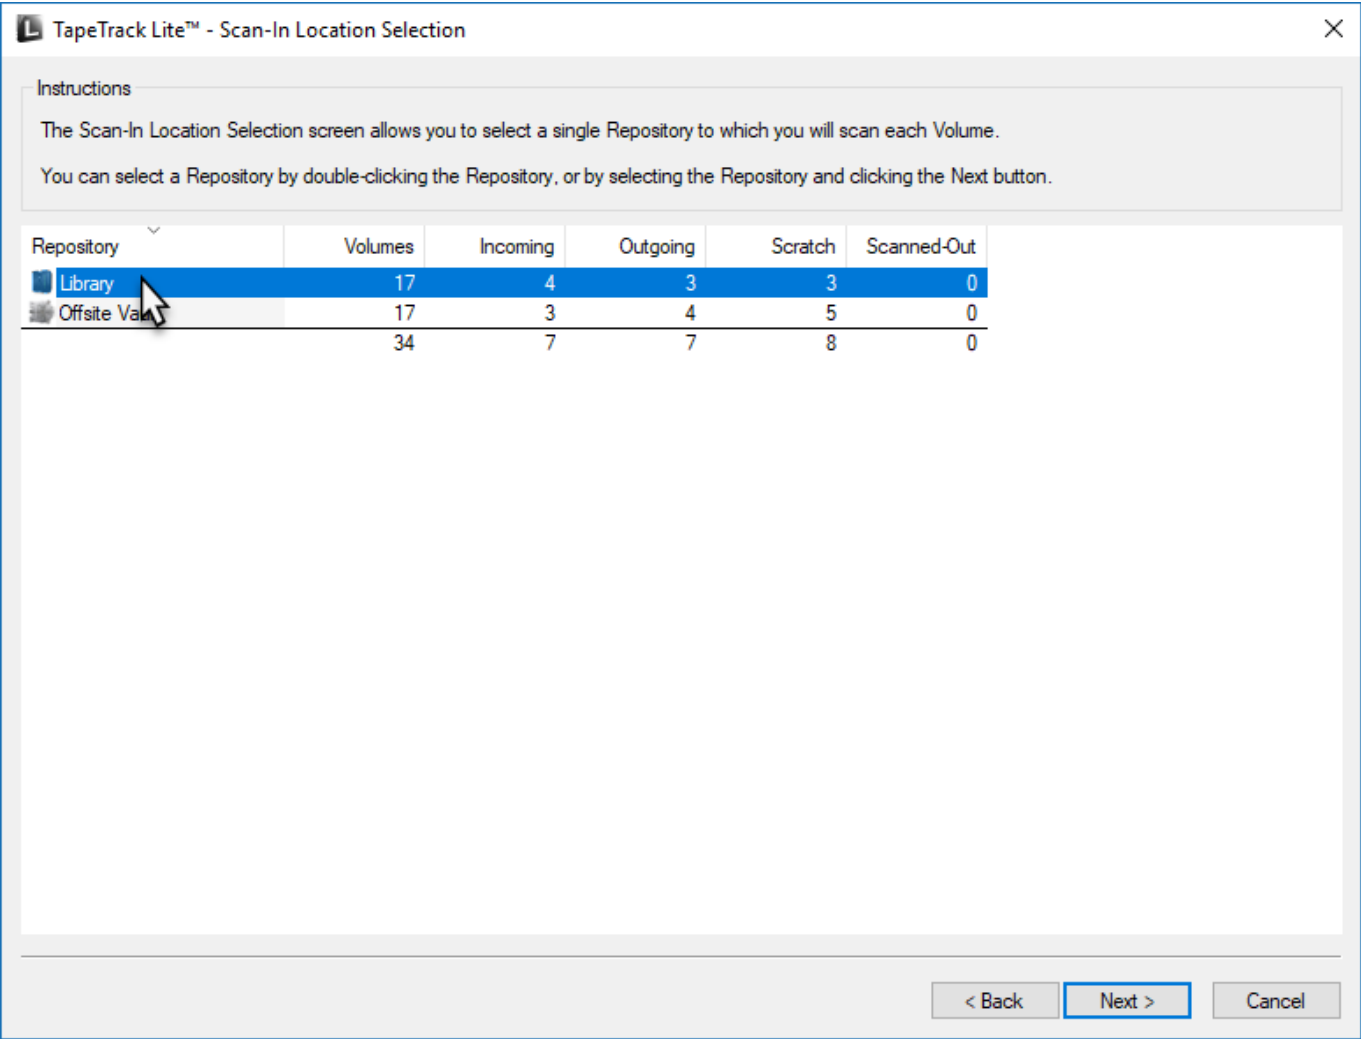 TapeTrack Lite™ - Scan-In Location Selection
Instructions
The Scan-In Location Selection screen allows you to select a single Repository to which you will scan each Volume.
You can select a Repository by double-clicking the Repository, or by selecting the Repository and clicking the Next button.
Repository Volumes Incoming Outgoing Scratch Scanned-Out
Library 17 4 3 3 0
Offsite 17 3 4 5 0
34 7 7 8 0
< Back Next > Cancel